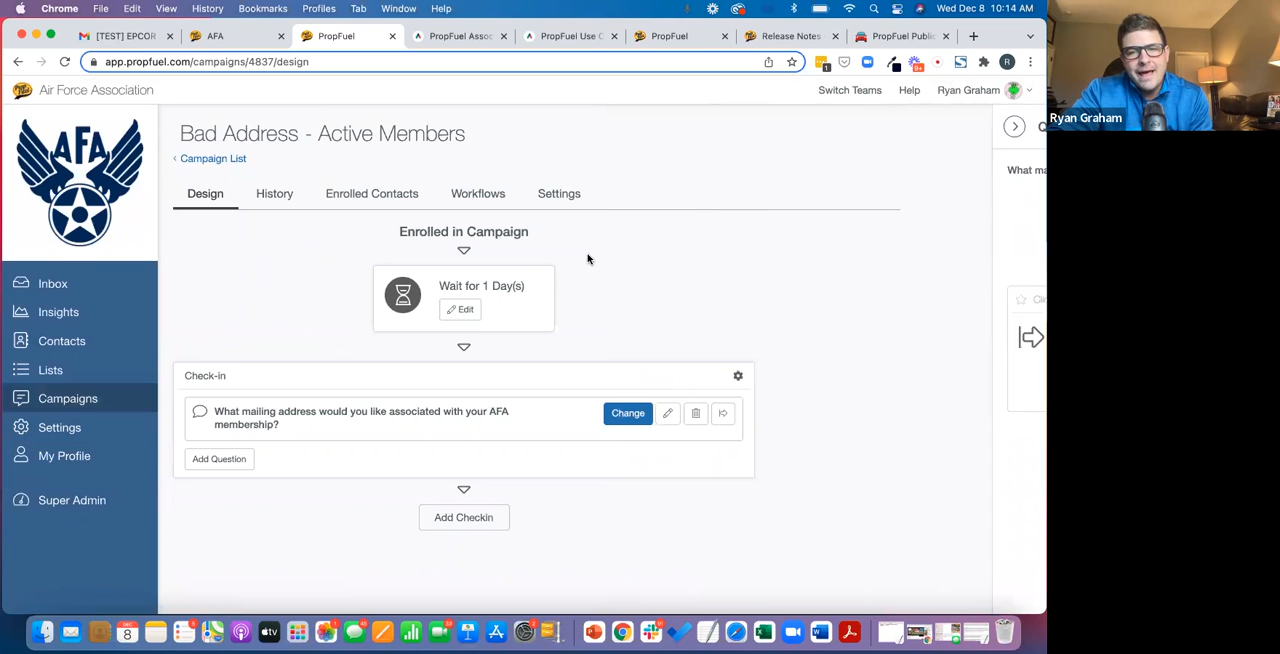 Chrome File Edit View History Bookmarks Profiles Tab Window Help Wed Dec 8 10:14 AM
[TEST] EPCOR AFA PropFuel PropFuel Assoc PropFuel Use C PropFuel Release Notes PropFuel Public
app.propfuel.com/campaigns/4837/design
Air Force Association
Switch Teams Help Ryan Graham
Ryan Graham
AFA
Bad Address - Active Members
‹ Campaign List
Design History Enrolled Contacts Workflows Settings
What ma
Enrolled in Campaign
Wait for 1 Day(s)
Edit
Inbox
Insights
Contacts
Lists
Campaigns
Settings
My Profile
Super Admin
Check-in
What mailing address would you like associated with your AFA
membership?
Change
Add Question
Add Checkin